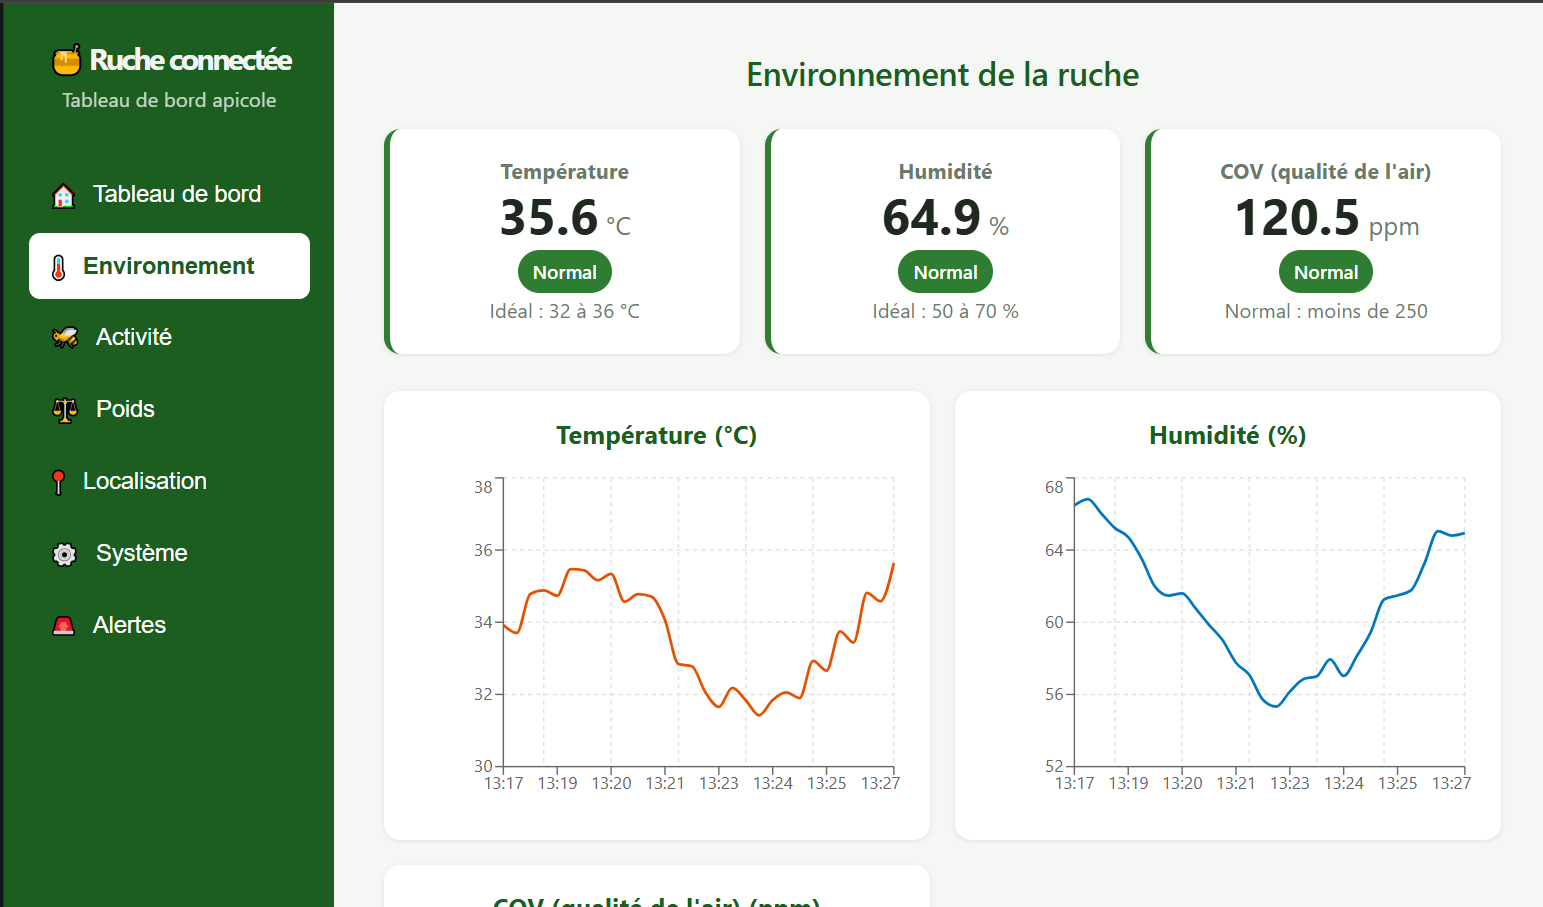 Ruche connectée
Tableau de bord apicole
Tableau de bord
Environnement
Activité
Poids
Localisation
Système
Alertes
Environnement de la ruche
Température
35.6 °C
Normal
Idéal : 32 à 36 °C
Humidité
64.9 %
Normal
Idéal : 50 à 70 %
COV (qualité de l'air)
120.5 ppm
Normal
Normal : moins de 250
Température (°C)
38
36
34
32
30
13:17 13:19 13:20 13:21 13:23 13:24 13:25 13:27
Humidité (%)
68
64
60
56
52
13:17 13:19 13:20 13:21 13:23 13:24 13:25 13:27
COV (qualité de l'air) (ppm)